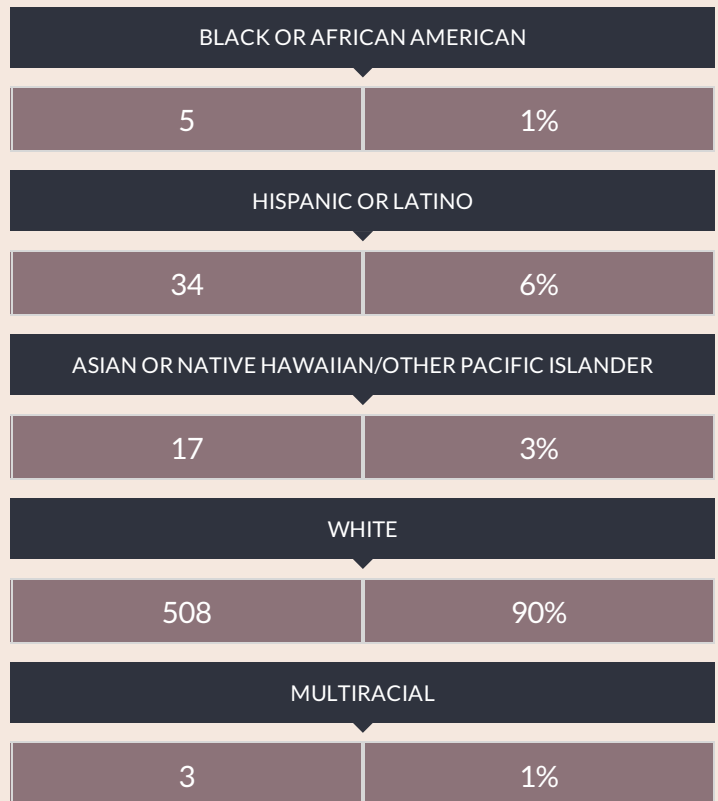 BLACK OR AFRICAN AMERICAN
5 1%
HISPANIC OR LATINO
34 6%
ASIAN OR NATIVE HAWAIIAN/OTHER PACIFIC ISLANDER
17 3%
WHITE
508 90%
MULTIRACIAL
3 1%